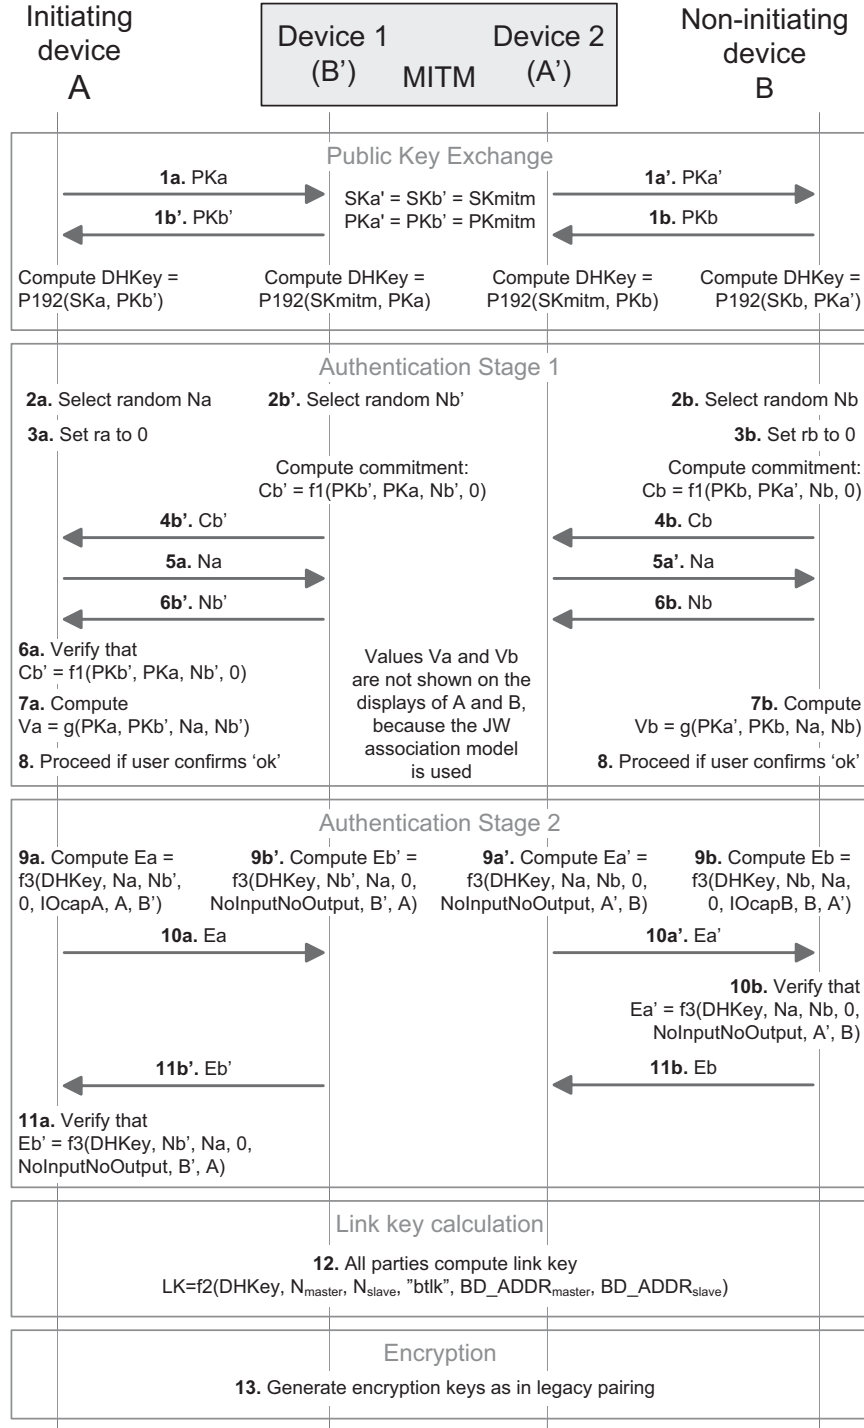 Initiating
device
A
Device 1
(B’)
MITM
Device 2
(A’)
Non-initiating
device
B
Public Key Exchange
1a. PKa
1b’. PKb’
SKa' = SKb’ = SKmitm
PKa' = PKb’ = PKmitm
1a’. PKa’
1b. PKb
Compute DHKey =
P192(SKa, PKb’)
Compute DHKey =
P192(SKmitm, PKa)
Compute DHKey =
P192(SKmitm, PKb)
Compute DHKey =
P192(SKb, PKa’)
Authentication Stage 1
2a. Select random Na
2b’. Select random Nb’
2b. Select random Nb
3a. Set ra to 0
3b. Set rb to 0
Compute commitment:
Cb’ = f1(PKb’, PKa, Nb’, 0)
Compute commitment:
Cb = f1(PKb, PKa’, Nb, 0)
4b’. Cb’
4b. Cb
5a. Na
5a’. Na
6b’. Nb’
6b. Nb
6a. Verify that
Cb’ = f1(PKb’, PKa, Nb’, 0)
7a. Compute
Va = g(PKa, PKb’, Na, Nb’)
8. Proceed if user confirms ‘ok’
Values Va and Vb
are not shown on the
displays of A and B,
because the JW
association model
is used
7b. Compute
Vb = g(PKa’, PKb, Na, Nb)
8. Proceed if user confirms ‘ok’
Authentication Stage 2
9a. Compute Ea =
f3(DHKey, Na, Nb’,
0, IOcapA, A, B’)
9b’. Compute Eb’ =
f3(DHKey, Nb’, Na, 0,
NoInputNoOutput, B’, A)
9a’. Compute Ea’ =
f3(DHKey, Na, Nb, 0,
NoInputNoOutput, A’, B)
9b. Compute Eb =
f3(DHKey, Nb, Na,
0, IOcapB, B, A’)
10a. Ea
10a’. Ea’
10b. Verify that
Ea’ = f3(DHKey, Na, Nb, 0,
NoInputNoOutput, A’, B)
11b’. Eb’
11b. Eb
11a. Verify that
Eb’ = f3(DHKey, Nb’, Na, 0,
NoInputNoOutput, B’, A)
Link key calculation
12. All parties compute link key
LK=f2(DHKey, Nmaster, Nslave, ”btlk”, BD_ADDRmaster, BD_ADDRslave)
Encryption
13. Generate encryption keys as in legacy pairing